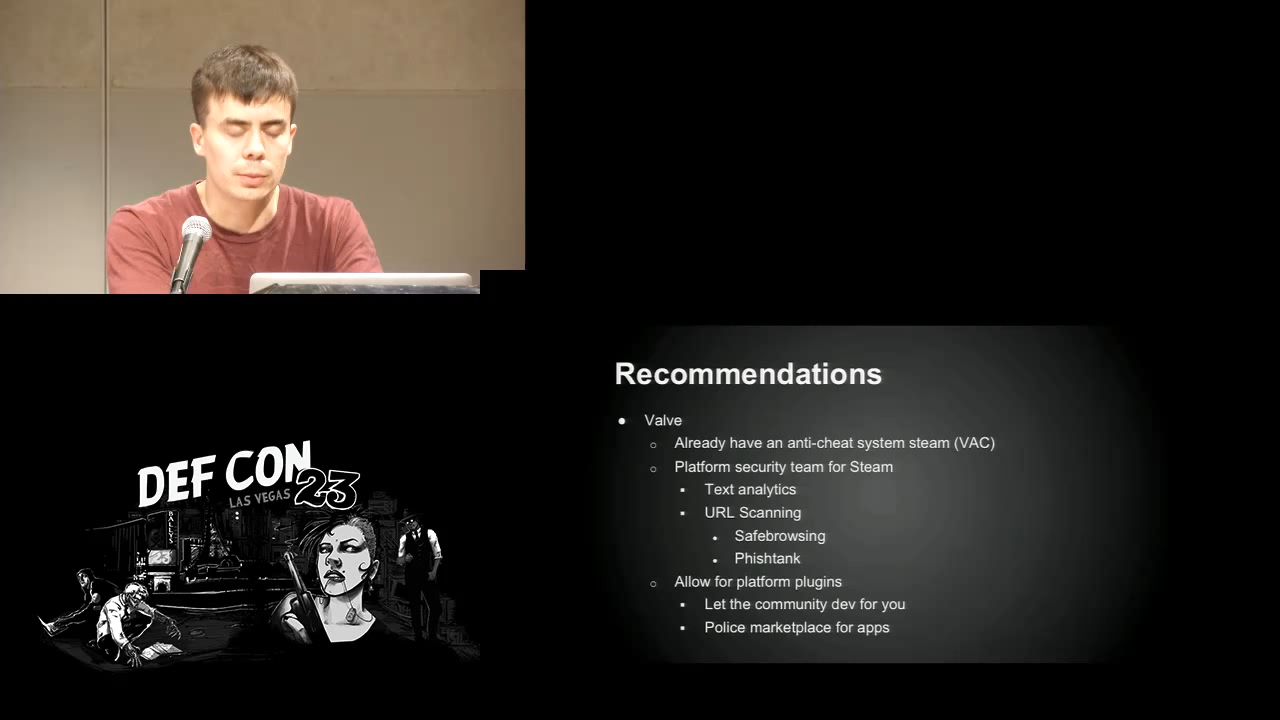 Recommendations
● Valve
○ Already have an anti-cheat system steam (VAC)
○ Platform security team for Steam
▪ Text analytics
▪ URL Scanning
• Safebrowsing
• Phishtank
○ Allow for platform plugins
▪ Let the community dev for you
▪ Police marketplace for apps
DEF CON
LAS VEGAS 23
BALLY'S